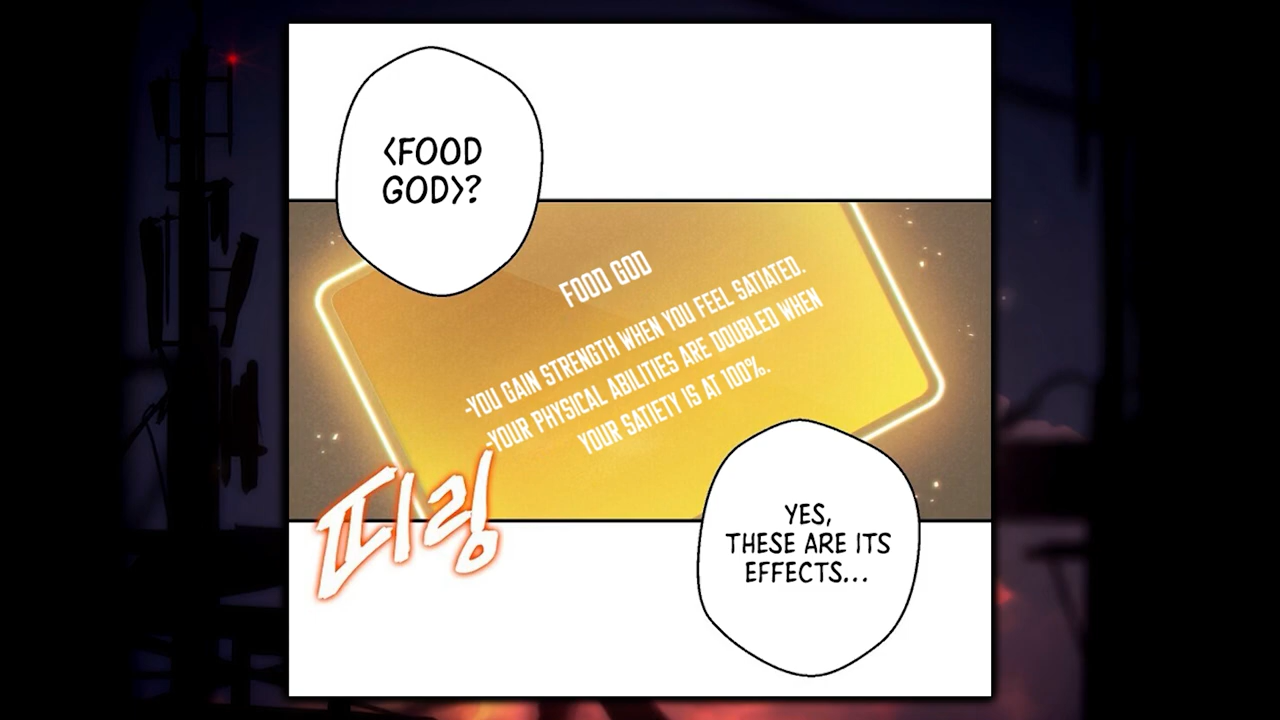 <FOOD
GOD>?
FOOD GOD
-YOU GAIN STRENGTH WHEN YOU FEEL SATIATED.
-YOUR PHYSICAL ABILITIES ARE DOUBLED WHEN
YOUR SATIETY IS AT 100%.
띠링
YES,
THESE ARE ITS
EFFECTS...